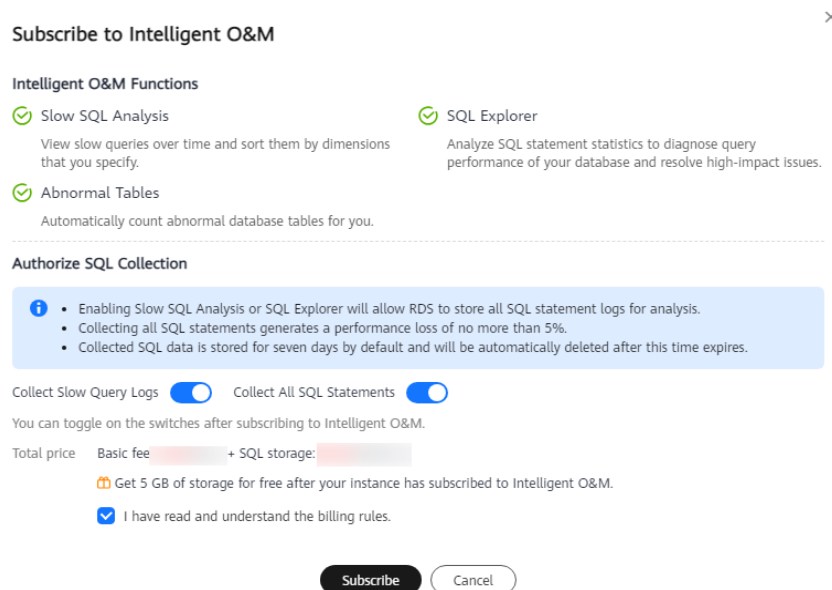 Subscribe to Intelligent O&M
Intelligent O&M Functions
Slow SQL Analysis
View slow queries over time and sort them by dimensions
that you specify.
SQL Explorer
Analyze SQL statement statistics to diagnose query
performance of your database and resolve high-impact issues.
Abnormal Tables
Automatically count abnormal database tables for you.
Authorize SQL Collection
• Enabling Slow SQL Analysis or SQL Explorer will allow RDS to store all SQL statement logs for analysis.
• Collecting all SQL statements generates a performance loss of no more than 5%.
• Collected SQL data is stored for seven days by default and will be automatically deleted after this time expires.
Collect Slow Query Logs Collect All SQL Statements
You can toggle on the switches after subscribing to Intelligent O&M.
Total price Basic fee + SQL storage:
Get 5 GB of storage for free after your instance has subscribed to Intelligent O&M.
I have read and understand the billing rules.
Subscribe Cancel